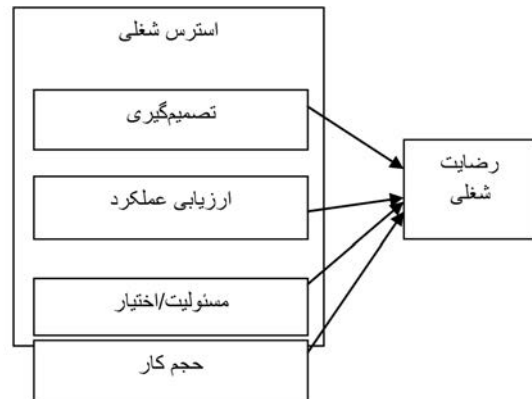 استرس شغلی
تصمیم‌گیری
ارزیابی عملکرد
مسئولیت/اختیار
حجم کار
رضایت
شغلی